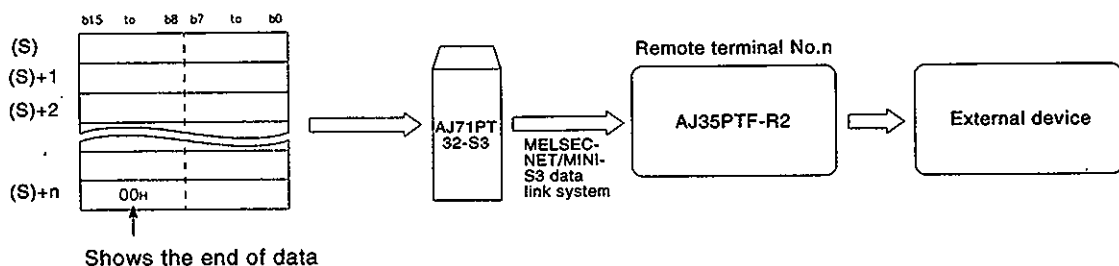 b15 to b8 b7 to b0
(S)
(S)+1
(S)+2
(S)+n
00H
Shows the end of data
AJ71PT
32-S3
MELSEC-
NET/MINI-
S3 data
link system
Remote terminal No.n
AJ35PTF-R2
External device